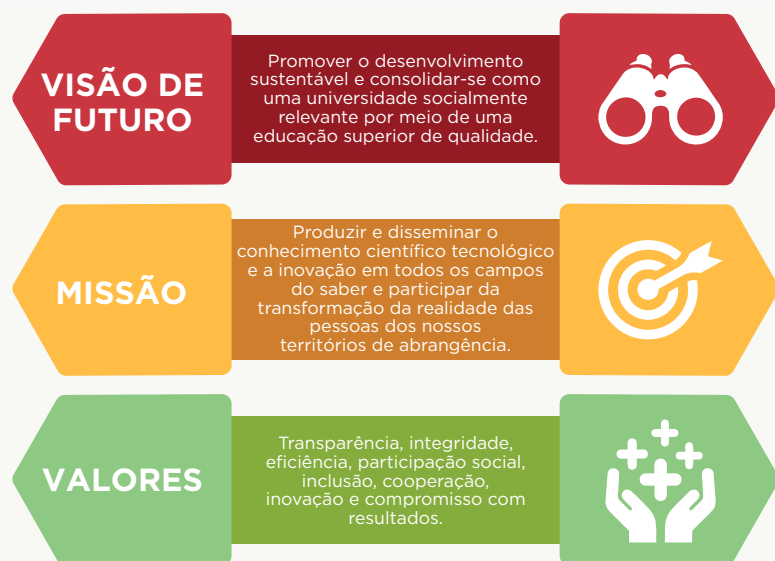 VISÃO DE
FUTURO
Promover o desenvolvimento
sustentável e consolidar-se como
uma universidade socialmente
relevante por meio de uma
educação superior de qualidade.
MISSÃO
Produzir e disseminar o
conhecimento científico tecnológico
e a inovação em todos os campos
do saber e participar da
transformação da realidade das
pessoas dos nossos
territórios de abrangência.
VALORES
Transparência, integridade,
eficiência, participação social,
inclusão, cooperação,
inovação e compromisso com
resultados.